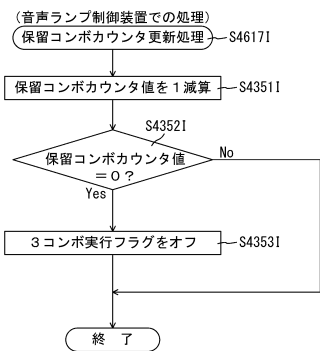 (音声ランプ制御装置での処理)
保留コンボカウンタ更新処理
S4617I
保留コンボカウンタ値を1減算
S4351I
S4352I
保留コンボカウンタ値
=0?
No
Yes
3コンボ実行フラグをオフ
S4353I
終 了